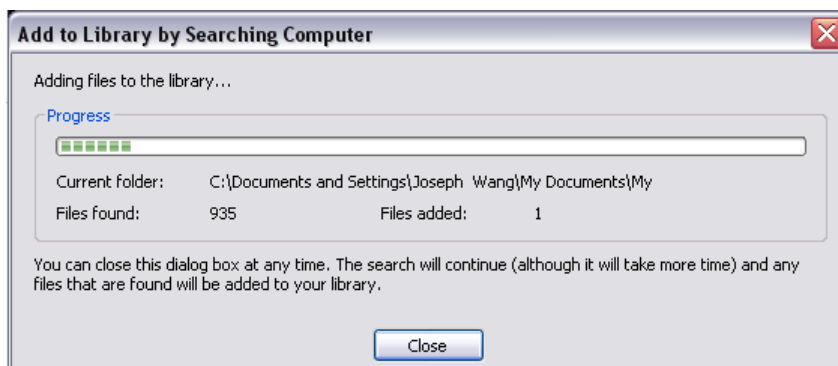 Add to Library by Searching Computer
Adding files to the library...
Progress
Current folder: C:\Documents and Settings\Joseph Wang\My Documents\My
Files found: 935 Files added: 1
You can close this dialog box at any time. The search will continue (although it will take more time) and any
files that are found will be added to your library.
Close